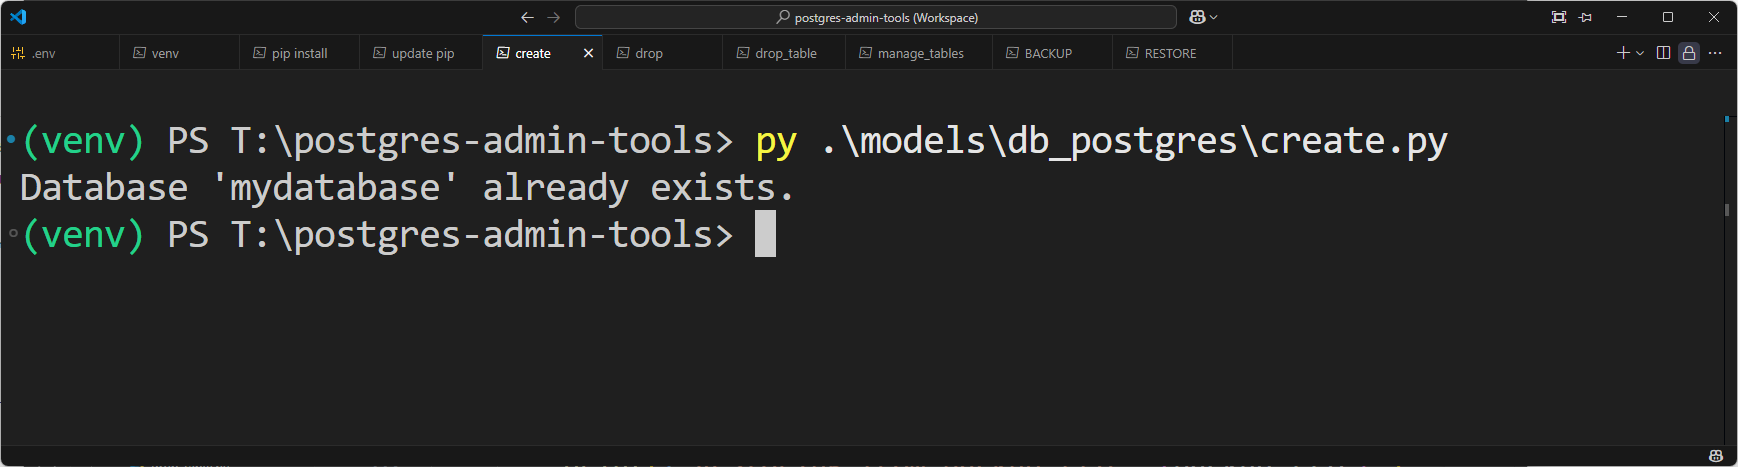 postgres-admin-tools (Workspace)
.env
venv
pip install
update pip
create
drop
drop_table
manage_tables
BACKUP
RESTORE
(venv) PS T:\postgres-admin-tools> py .\models\db_postgres\create.py
Database 'mydatabase' already exists.
(venv) PS T:\postgres-admin-tools>